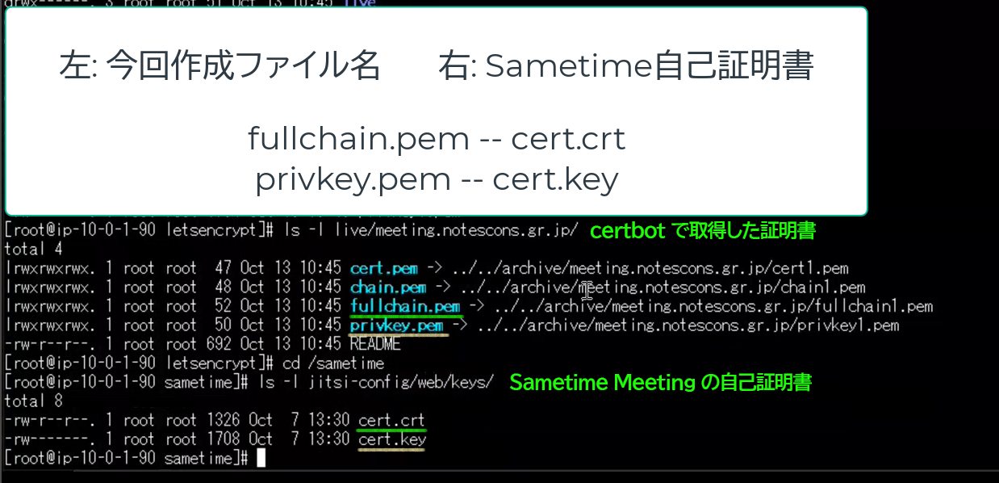 drwx------. 3 root root 51 Oct 13 10:45 live
左: 今回作成ファイル名 右: Sametime自己証明書
fullchain.pem -- cert.crt
privkey.pem -- cert.key
[root@ip-10-0-1-90 letsencrypt]# ls -l live/meeting.notescons.gr.jp/ certbot で取得した証明書
total 4
lrwxrwxrwx. 1 root root 47 Oct 13 10:45 cert.pem -> ../../archive/meeting.notescons.gr.jp/cert1.pem
lrwxrwxrwx. 1 root root 48 Oct 13 10:45 chain.pem -> ../../archive/meeting.notescons.gr.jp/chain1.pem
lrwxrwxrwx. 1 root root 52 Oct 13 10:45 fullchain.pem -> ../../archive/meeting.notescons.gr.jp/fullchain1.pem
lrwxrwxrwx. 1 root root 50 Oct 13 10:45 privkey.pem -> ../../archive/meeting.notescons.gr.jp/privkey1.pem
-rw-r--r--. 1 root root 692 Oct 13 10:45 README
[root@ip-10-0-1-90 letsencrypt]# cd /sametime
[root@ip-10-0-1-90 sametime]# ls -l jitsi-config/web/keys/ Sametime Meeting の自己証明書
total 8
-rw-r--r--. 1 root root 1326 Oct 7 13:30 cert.crt
-rw-------. 1 root root 1708 Oct 7 13:30 cert.key
[root@ip-10-0-1-90 sametime]#